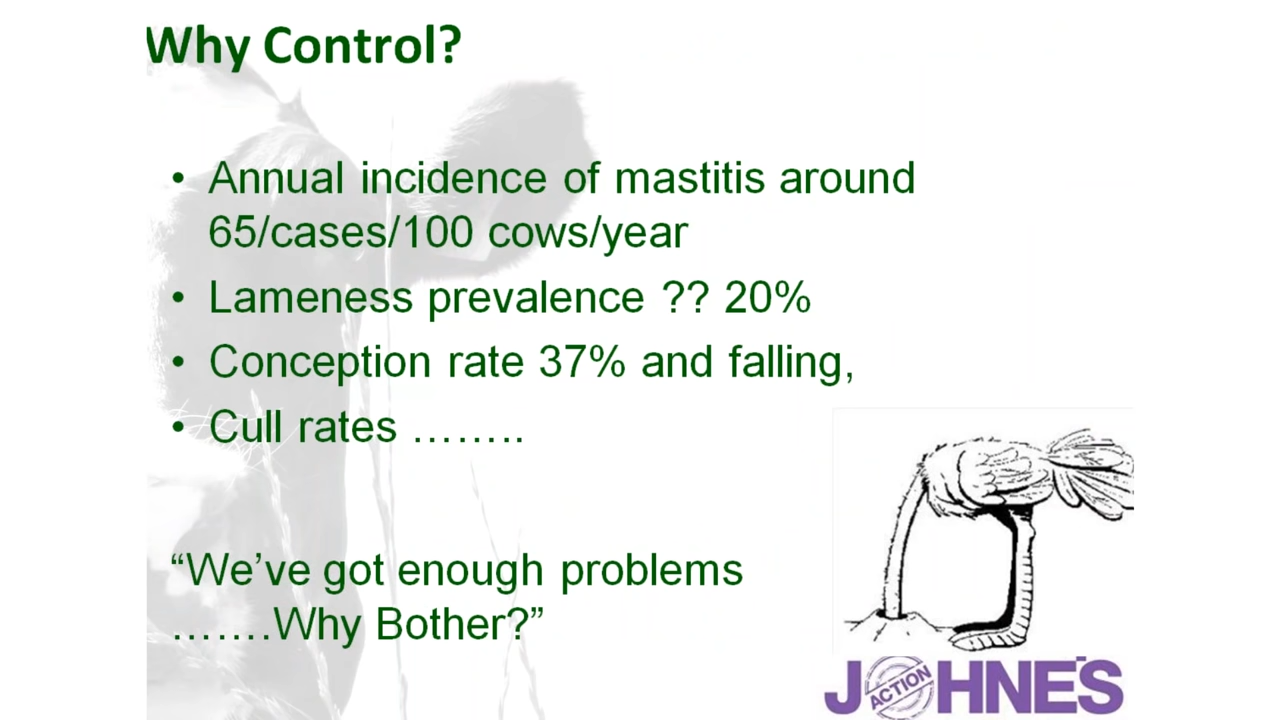 Why Control?
• Annual incidence of mastitis around
65/cases/100 cows/year
• Lameness prevalence ?? 20%
• Conception rate 37% and falling,
• Cull rates ……..
“We’ve got enough problems
…….Why Bother?”
JOHNE'S
ACTION